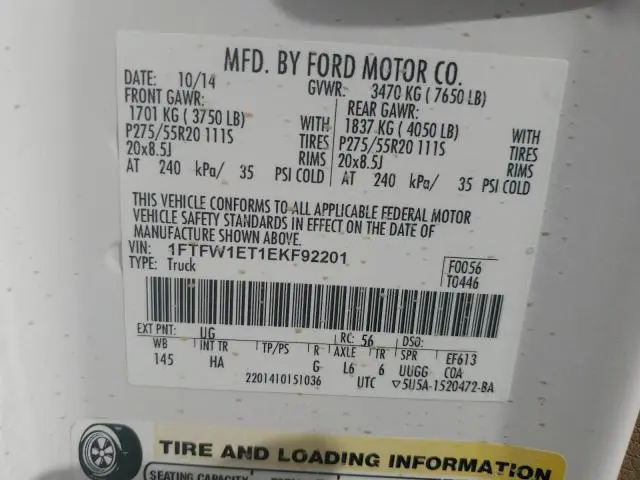 MFD. BY FORD MOTOR CO.
DATE: 10/14 GVWR: 3470 KG ( 7650 LB)
FRONT GAWR: REAR GAWR:
1701 KG ( 3750 LB) WITH 1837 KG ( 4050 LB) WITH
P275/55R20 111S TIRES P275/55R20 111S TIRES
20x8.5J RIMS 20x8.5J RIMS
AT 240 kPa/ 35 PSI COLD AT 240 kPa/ 35 PSI COLD
THIS VEHICLE CONFORMS TO ALL APPLICABLE FEDERAL MOTOR
VEHICLE SAFETY STANDARDS IN EFFECT ON THE DATE OF
MANUFACTURE SHOWN ABOVE.
VIN: 1FTFW1ET1EKF92201 F0056
TYPE: Truck T0446
EXT PNT: UG RC: 56 DSO:
WB INT TR TP/PS R AXLE TR SPR EF613
145 HA G L6 6 UUGG COA
2201410151036 UTC ▽5U5A-1520472-BA
TIRE AND LOADING INFORMATION
SEATING CAPACITY